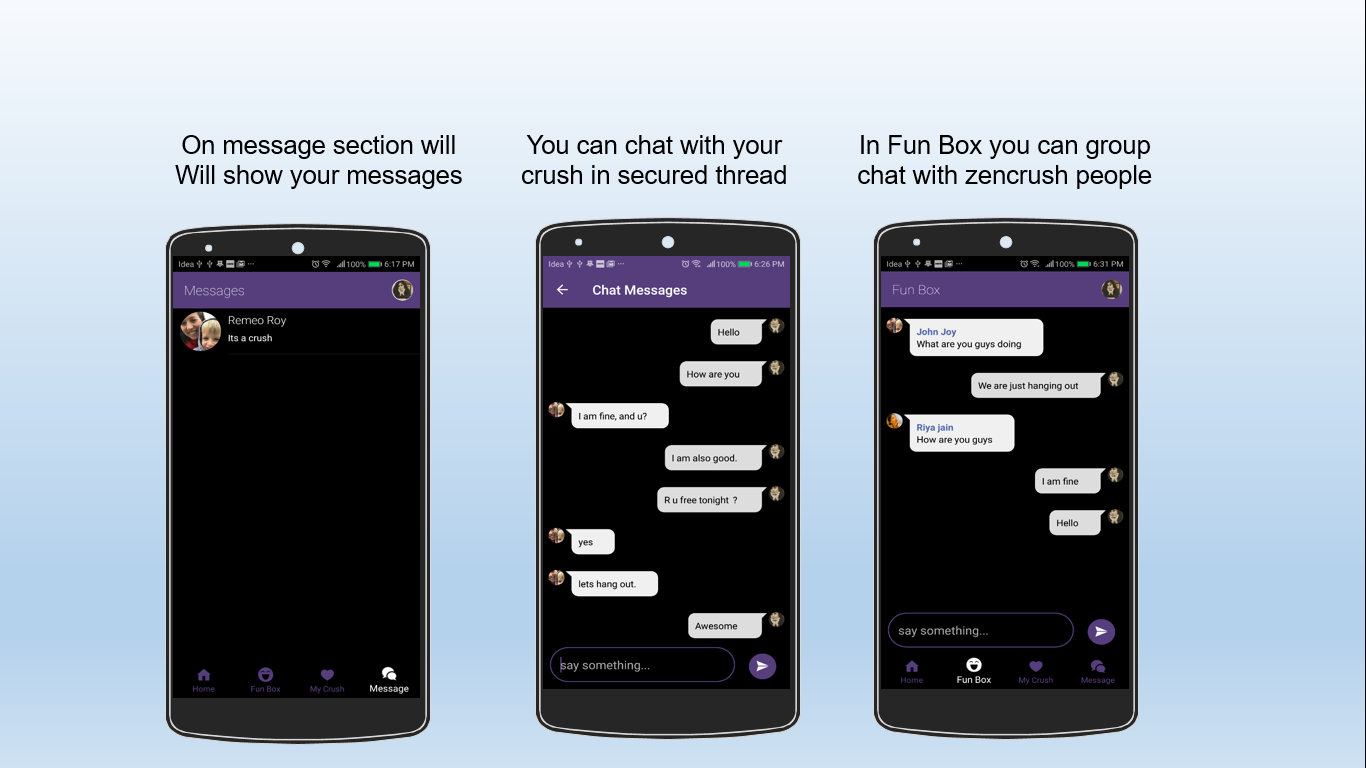 On message section will
Will show your messages
You can chat with your
crush in secured thread
In Fun Box you can group
chat with zencrush people
Idea
100%
6:17 PM
Messages
Remeo Roy
Its a crush
Home
Fun Box
My Crush
Message
Idea
100%
6:26 PM
Chat Messages
Hello
How are you
I am fine, and u?
I am also good.
R u free tonight ?
yes
lets hang out.
Awesome
say something...
Idea
100%
6:31 PM
Fun Box
John Joy
What are you guys doing
We are just hanging out
Riya jain
How are you guys
I am fine
Hello
say something...
Home
Fun Box
My Crush
Message